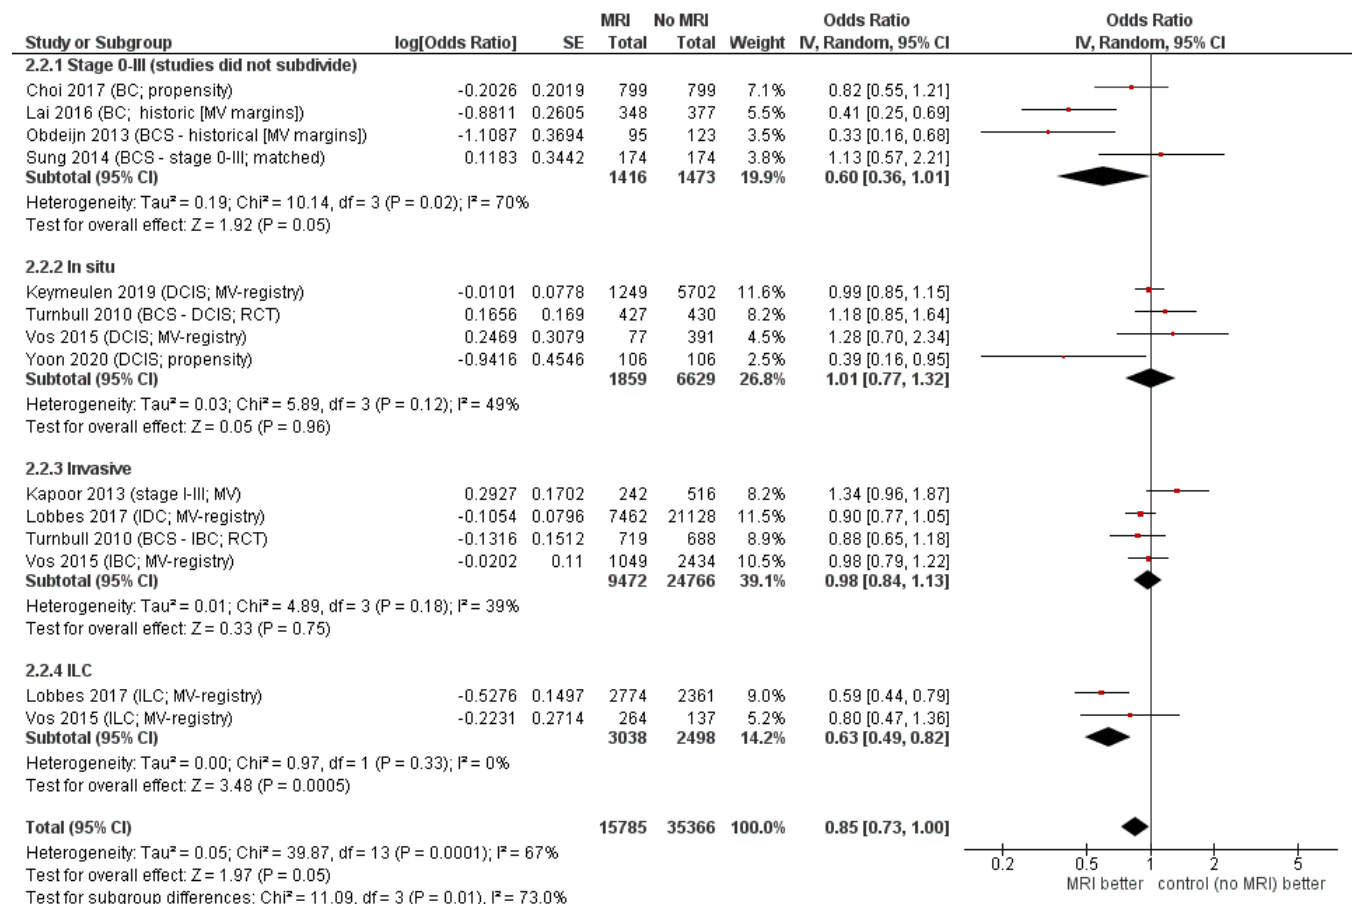 MRI No MRI Odds Ratio Odds Ratio
Study or Subgroup log[Odds Ratio] SE Total Total Weight IV, Random, 95% CI IV, Random, 95% CI
2.2.1 Stage 0-III (studies did not subdivide)
Choi 2017 (BC; propensity) -0.2026 0.2019 799 799 7.1% 0.82 [0.55, 1.21]
Lai 2016 (BC; historic [MV margins]) -0.8811 0.2605 348 377 5.5% 0.41 [0.25, 0.69]
Obdeijn 2013 (BCS - historical [MV margins]) -1.1087 0.3694 95 123 3.5% 0.33 [0.16, 0.68]
Sung 2014 (BCS - stage 0-III; matched) 0.1183 0.3442 174 174 3.8% 1.13 [0.57, 2.21]
Subtotal (95% CI) 1416 1473 19.9% 0.60 [0.36, 1.01]
Heterogeneity: Tau² = 0.19; Chi² = 10.14, df = 3 (P = 0.02); I² = 70%
Test for overall effect: Z = 1.92 (P = 0.05)
2.2.2 In situ
Keymeulen 2019 (DCIS; MV-registry) -0.0101 0.0778 1249 5702 11.6% 0.99 [0.85, 1.15]
Turnbull 2010 (BCS - DCIS; RCT) 0.1656 0.169 427 430 8.2% 1.18 [0.85, 1.64]
Vos 2015 (DCIS; MV-registry) 0.2469 0.3079 77 391 4.5% 1.28 [0.70, 2.34]
Yoon 2020 (DCIS; propensity) -0.9416 0.4546 106 106 2.5% 0.39 [0.16, 0.95]
Subtotal (95% CI) 1859 6629 26.8% 1.01 [0.77, 1.32]
Heterogeneity: Tau² = 0.03; Chi² = 5.89, df = 3 (P = 0.12); I² = 49%
Test for overall effect: Z = 0.05 (P = 0.96)
2.2.3 Invasive
Kapoor 2013 (stage I-III; MV) 0.2927 0.1702 242 516 8.2% 1.34 [0.96, 1.87]
Lobbes 2017 (IDC; MV-registry) -0.1054 0.0796 7462 21128 11.5% 0.90 [0.77, 1.05]
Turnbull 2010 (BCS - IBC; RCT) -0.1316 0.1512 719 688 8.9% 0.88 [0.65, 1.18]
Vos 2015 (IBC; MV-registry) -0.0202 0.11 1049 2434 10.5% 0.98 [0.79, 1.22]
Subtotal (95% CI) 9472 24766 39.1% 0.98 [0.84, 1.13]
Heterogeneity: Tau² = 0.01; Chi² = 4.89, df = 3 (P = 0.18); I² = 39%
Test for overall effect: Z = 0.33 (P = 0.75)
2.2.4 ILC
Lobbes 2017 (ILC; MV-registry) -0.5276 0.1497 2774 2361 9.0% 0.59 [0.44, 0.79]
Vos 2015 (ILC; MV-registry) -0.2231 0.2714 264 137 5.2% 0.80 [0.47, 1.36]
Subtotal (95% CI) 3038 2498 14.2% 0.63 [0.49, 0.82]
Heterogeneity: Tau² = 0.00; Chi² = 0.97, df = 1 (P = 0.33); I² = 0%
Test for overall effect: Z = 3.48 (P = 0.0005)
Total (95% CI) 15785 35366 100.0% 0.85 [0.73, 1.00]
Heterogeneity: Tau² = 0.05; Chi² = 39.87, df = 13 (P = 0.0001); I² = 67%
Test for overall effect: Z = 1.97 (P = 0.05)
Test for subgroup differences: Chi² = 11.09, df = 3 (P = 0.01), I² = 73.0%
0.2 0.5 1 2 5
MRI better control (no MRI) better